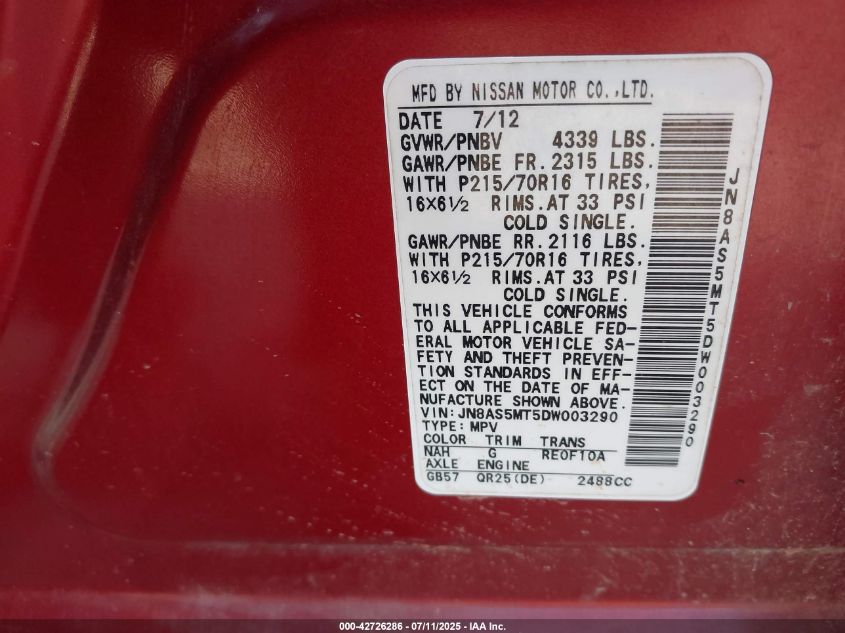 MFD BY NISSAN MOTOR CO.,LTD.
DATE 7/12
GVWR/PNBV 4339 LBS.
GAWR/PNBE FR. 2315 LBS.
WITH P215/70R16 TIRES,
16X6½ RIMS.AT 33 PSI
COLD SINGLE.
GAWR/PNBE RR. 2116 LBS.
WITH P215/70R16 TIRES,
16X6½ RIMS.AT 33 PSI
COLD SINGLE.
THIS VEHICLE CONFORMS
TO ALL APPLICABLE FED-
ERAL MOTOR VEHICLE SA-
FETY AND THEFT PREVEN-
TION STANDARDS IN EFF-
ECT ON THE DATE OF MA-
NUFACTURE SHOWN ABOVE.
VIN:JN8AS5MT5DW003290
TYPE:MPV
COLOR TRIM TRANS
NAH G RE0F10A
AXLE ENGINE
GB57 QR25(DE) 2488CC
JN8AS5MT5DW003290
000-42726286 - 07/11/2025 - IAA Inc.